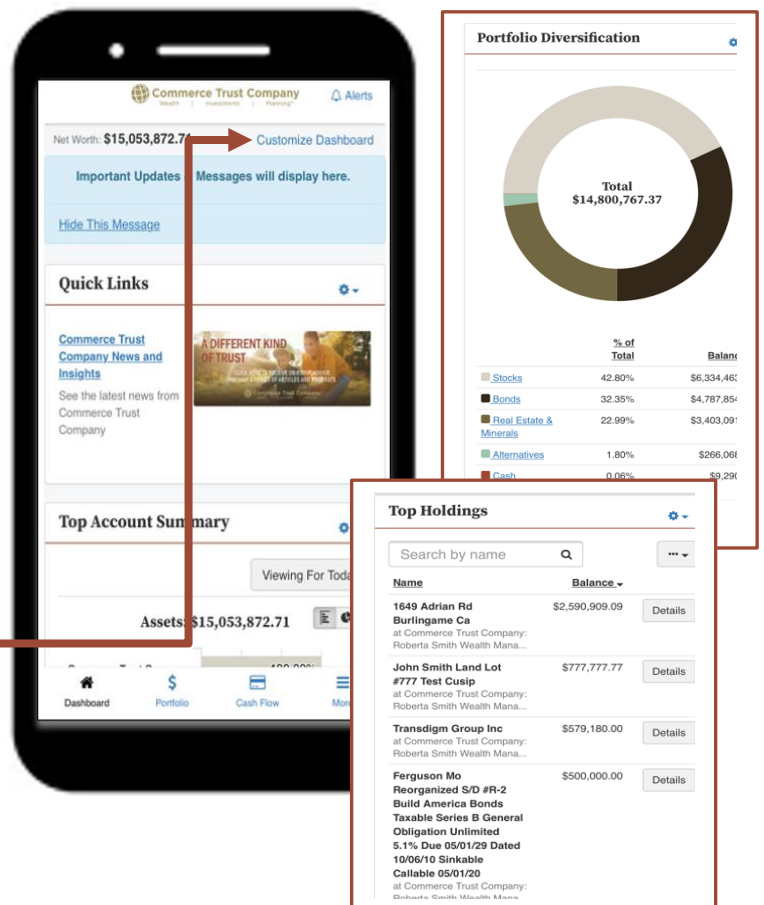 Commerce Trust Company
Wealth | Investments | Planning
Alerts
Net Worth: $15,053,872.71
Customize Dashboard
Important Updates Messages will display here.
Hide This Message
Quick Links
Commerce Trust
Company News and
Insights
See the latest news from
Commerce Trust
Company
A DIFFERENT KIND
OF TRUST
Commerce Trust Company
Top Account Summary
Viewing For Toda
Assets: $15,053,872.71
Dashboard
Portfolio
Cash Flow
More
Portfolio Diversification
Total
$14,800,767.37
% of
Total Balanc
Stocks 42.80% $6,334,463
Bonds 32.35% $4,787,854
Real Estate & 22.99% $3,403,091
Minerals
Alternatives 1.80% $266,068
Cash 0.06% $9,290
Top Holdings
Search by name
Name Balance
1649 Adrian Rd $2,590,909.09 Details
Burlingame Ca
at Commerce Trust Company:
Roberta Smith Wealth Mana...
John Smith Land Lot $777,777.77 Details
#777 Test Cusip
at Commerce Trust Company:
Roberta Smith Wealth Mana...
Transdigm Group Inc $579,180.00 Details
at Commerce Trust Company:
Roberta Smith Wealth Mana...
Ferguson Mo $500,000.00 Details
Reorganized S/D #R-2
Build America Bonds
Taxable Series B General
Obligation Unlimited
5.1% Due 05/01/29 Dated
10/06/10 Sinkable
Callable 05/01/20
at Commerce Trust Company:
Roberta Smith Wealth Mana...